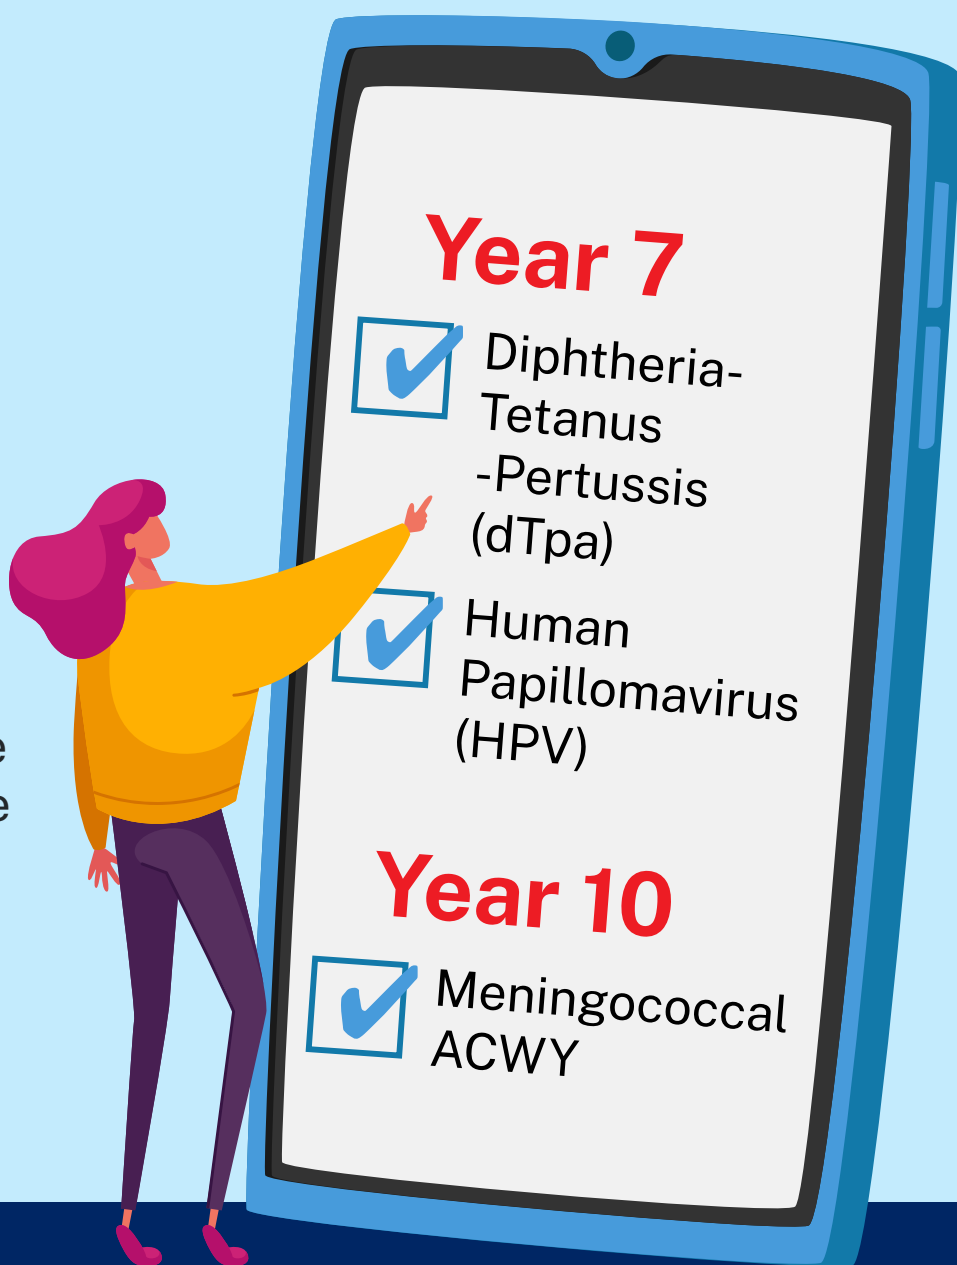 Year 7
Diphtheria-
Tetanus
-Pertussis
(dTpa)
Human
Papillomavirus
(HPV)
e
e
Year 10
Meningococcal
ACWY